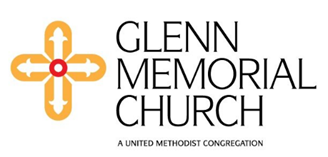 GLENN
MEMORIAL
CHURCH
A UNITED METHODIST CONGREGATION